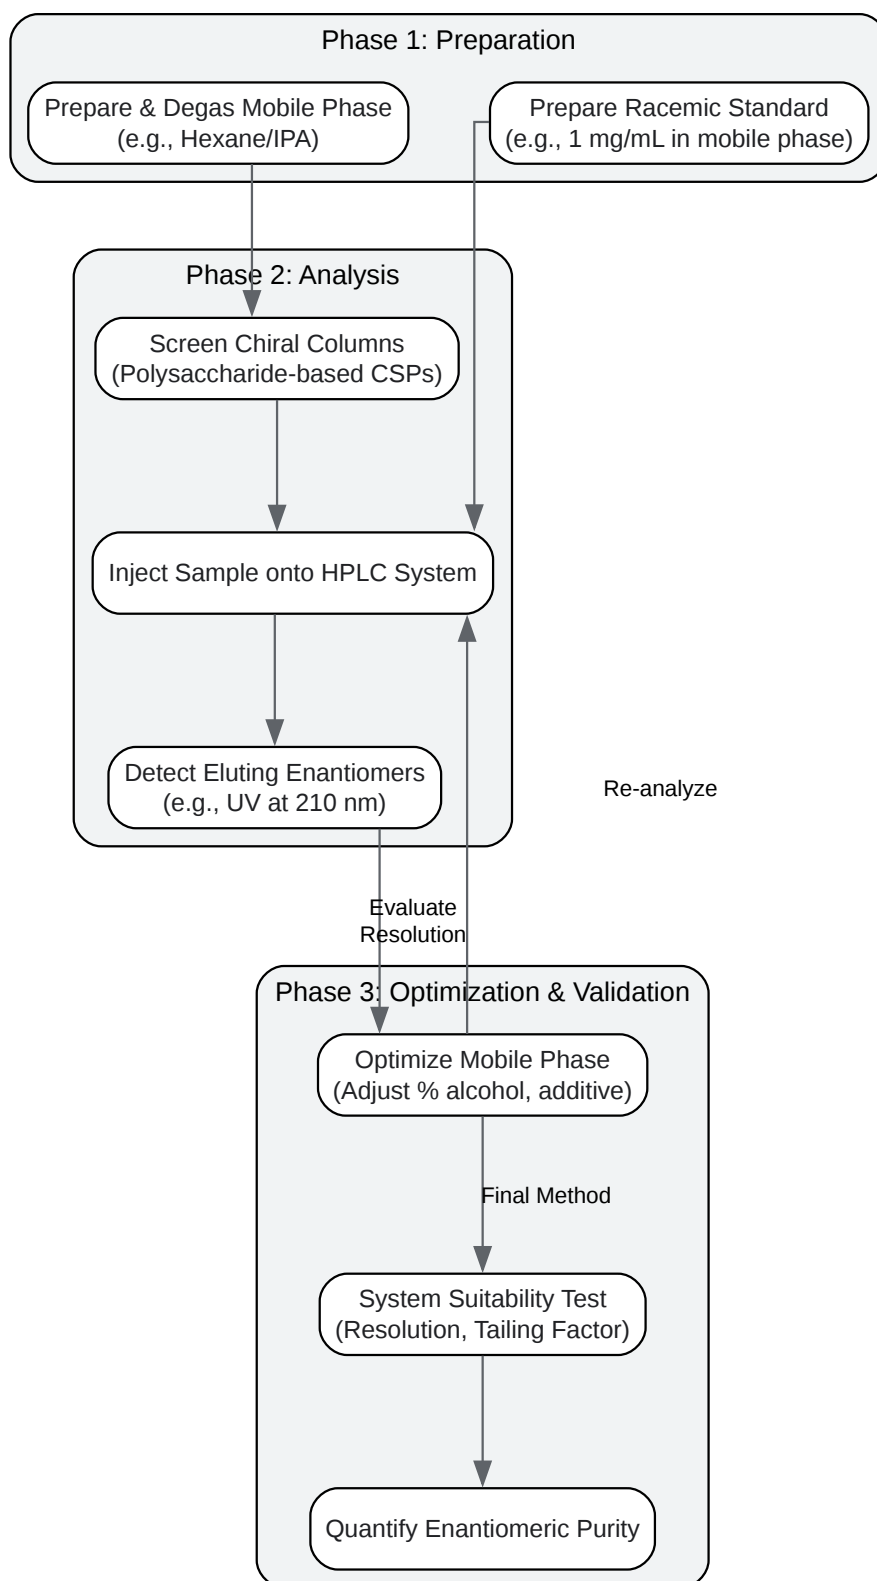 Phase 1: Preparation
Prepare & Degas Mobile Phase
(e.g., Hexane/IPA)
Prepare Racemic Standard
(e.g., 1 mg/mL in mobile phase)
Phase 2: Analysis
Screen Chiral Columns
(Polysaccharide-based CSPs)
Inject Sample onto HPLC System
Detect Eluting Enantiomers
(e.g., UV at 210 nm)
Re-analyze
Evaluate
Resolution
Phase 3: Optimization & Validation
Optimize Mobile Phase
(Adjust % alcohol, additive)
Final Method
System Suitability Test
(Resolution, Tailing Factor)
Quantify Enantiomeric Purity